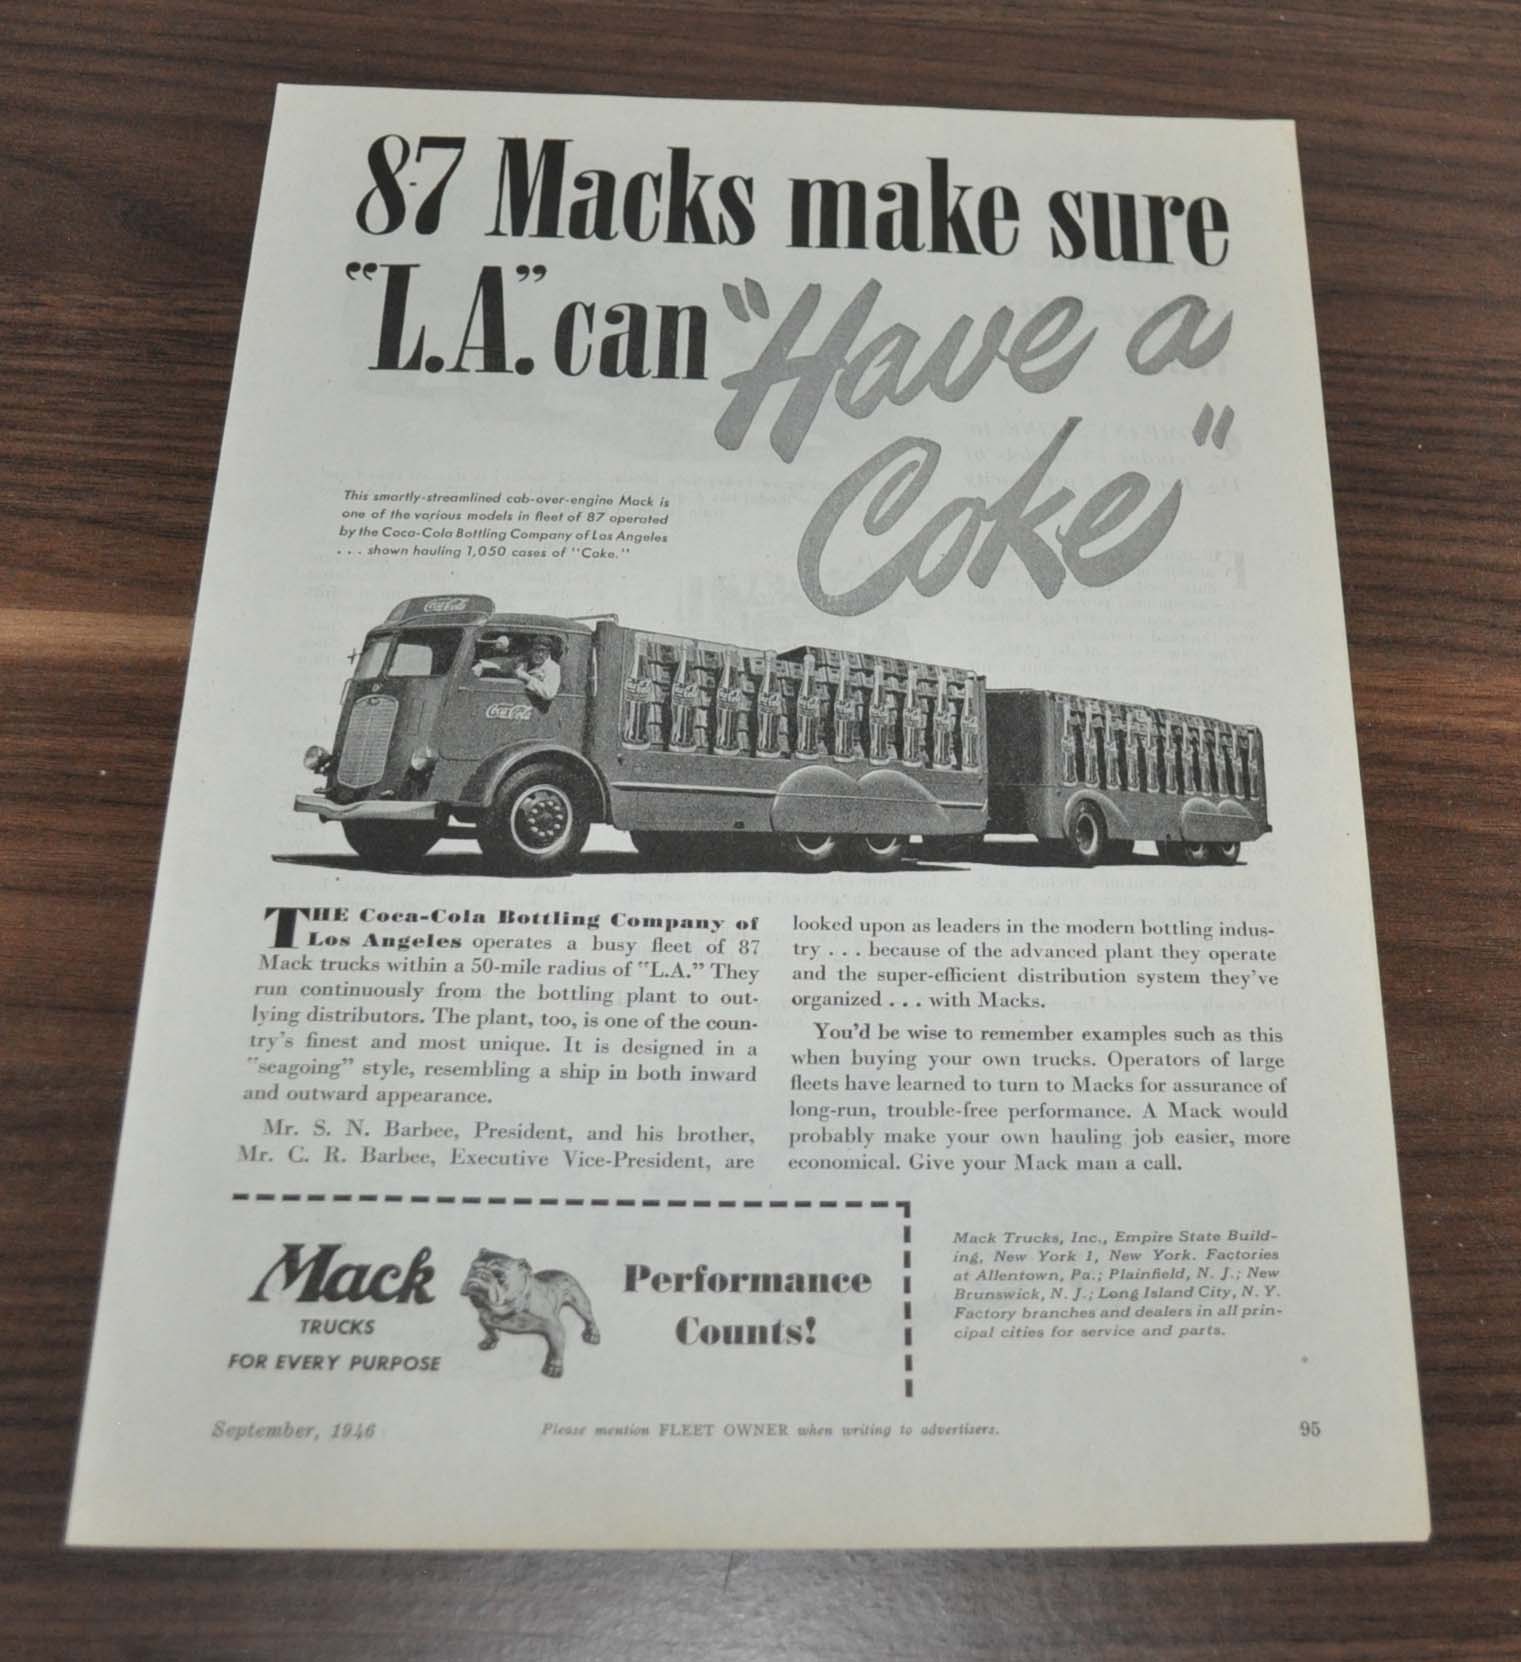 87 Macks make sure
"L.A." can "Have a
Coke"
This smartly-streamlined cab-over-engine Mack is
one of the various models in fleet of 87 operated
by the Coca-Cola Bottling Company of Los Angeles
. . . shown hauling 1,050 cases of "Coke."
Coca-Cola
Coca-Cola
THE Coca-Cola Bottling Company of
Los Angeles operates a busy fleet of 87
Mack trucks within a 50-mile radius of "L.A." They
run continuously from the bottling plant to out-
lying distributors. The plant, too, is one of the coun-
try's finest and most unique. It is designed in a
"seagoing" style, resembling a ship in both inward
and outward appearance.
Mr. S. N. Barbee, President, and his brother,
Mr. C. R. Barbee, Executive Vice-President, are
looked upon as leaders in the modern bottling indus-
try . . . because of the advanced plant they operate
and the super-efficient distribution system they've
organized . . . with Macks.
You'd be wise to remember examples such as this
when buying your own trucks. Operators of large
fleets have learned to turn to Macks for assurance of
long-run, trouble-free performance. A Mack would
probably make your own hauling job easier, more
economical. Give your Mack man a call.
Mack
TRUCKS
FOR EVERY PURPOSE
Performance
Counts!
Mack Trucks, Inc., Empire State Build-
ing, New York 1, New York. Factories
at Allentown, Pa.; Plainfield, N. J.; New
Brunswick, N. J.; Long Island City, N. Y.
Factory branches and dealers in all prin-
cipal cities for service and parts.
September, 1946
Please mention FLEET OWNER when writing to advertisers.
95